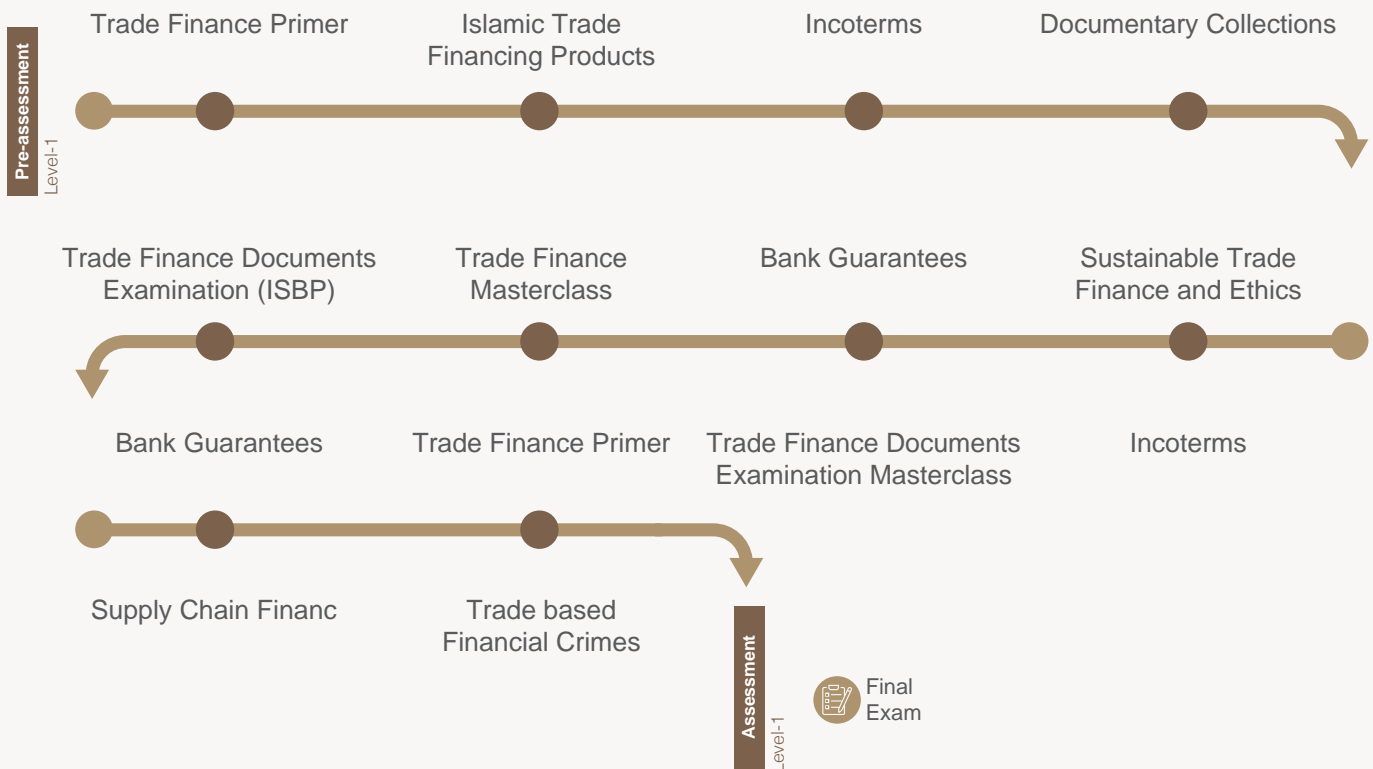 Trade Finance Primer
Islamic Trade
Financing Products
Incoterms
Documentary Collections
Pre-assessment
Level-1
Trade Finance Documents
Examination (ISBP)
Trade Finance
Masterclass
Bank Guarantees
Sustainable Trade
Finance and Ethics
Bank Guarantees
Trade Finance Primer
Trade Finance Documents
Examination Masterclass
Incoterms
Supply Chain Financ
Trade based
Financial Crimes
Assessment
Level-1
Final
Exam